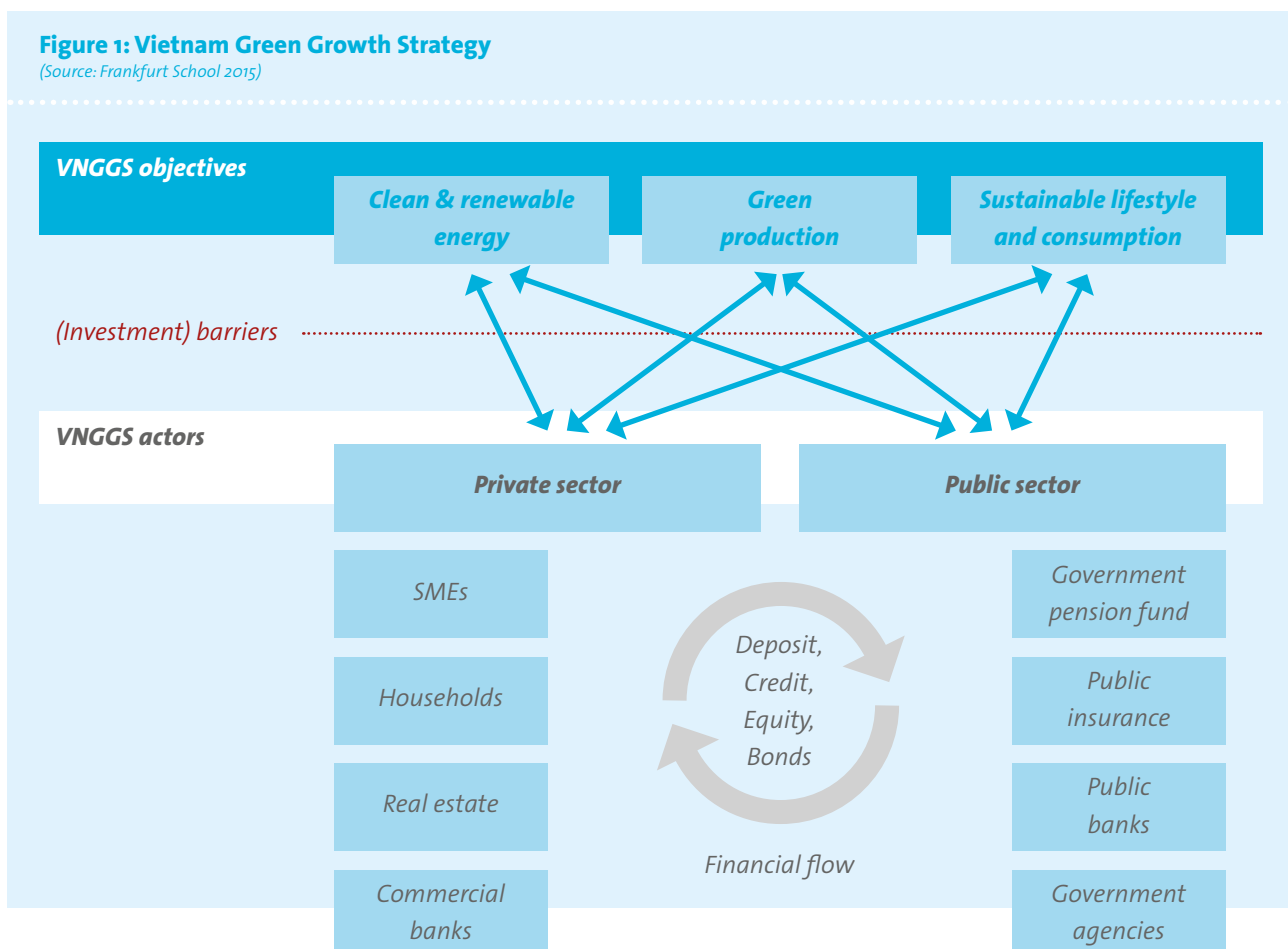 Figure 1: Vietnam Green Growth Strategy
(Source: Frankfurt School 2015)
VNGGS objectives
Clean & renewable
energy
Green
production
Sustainable lifestyle
and consumption
(Investment) barriers
VNGGS actors
Private sector
Public sector
SMEs
Households
Real estate
Commercial
banks
Deposit,
Credit,
Equity,
Bonds
Financial flow
Government
pension fund
Public
insurance
Public
banks
Government
agencies